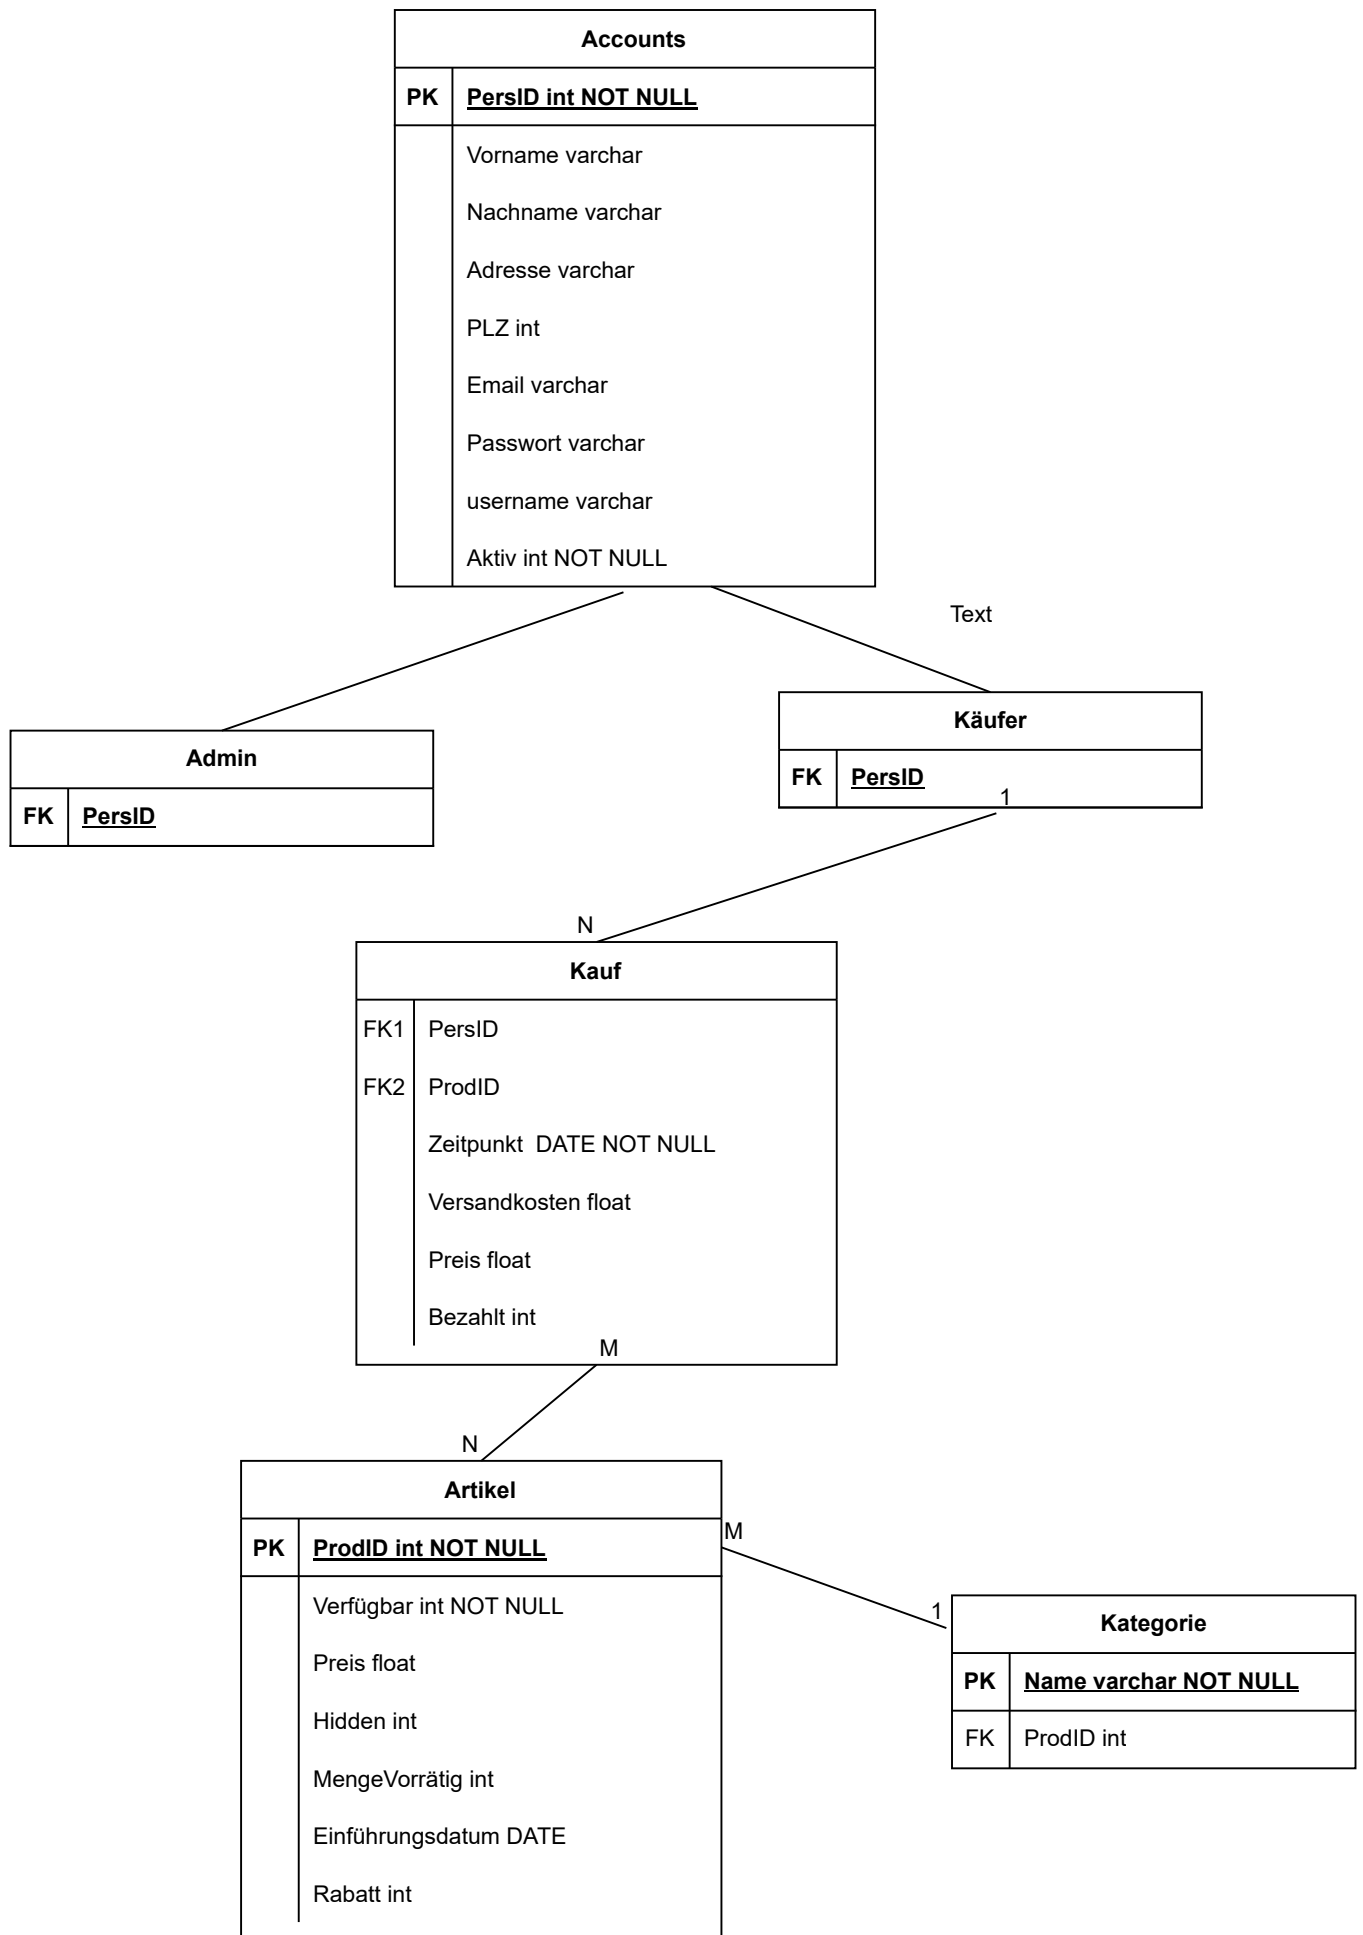 Accounts
PK PersID int NOT NULL
Vorname varchar
Nachname varchar
Adresse varchar
PLZ int
Email varchar
Passwort varchar
username varchar
Aktiv int NOT NULL
Text
Käufer
FK PersID
1
Admin
FK PersID
N
Kauf
FK1 PersID
FK2 ProdID
Zeitpunkt  DATE NOT NULL
Versandkosten float
Preis float
Bezahlt int
M
N
Artikel
PK ProdID int NOT NULL
Verfügbar int NOT NULL
Preis float
Hidden int
MengeVorrätig int
Einführungsdatum DATE
Rabatt int
M
1
Kategorie
PK Name varchar NOT NULL
FK ProdID int